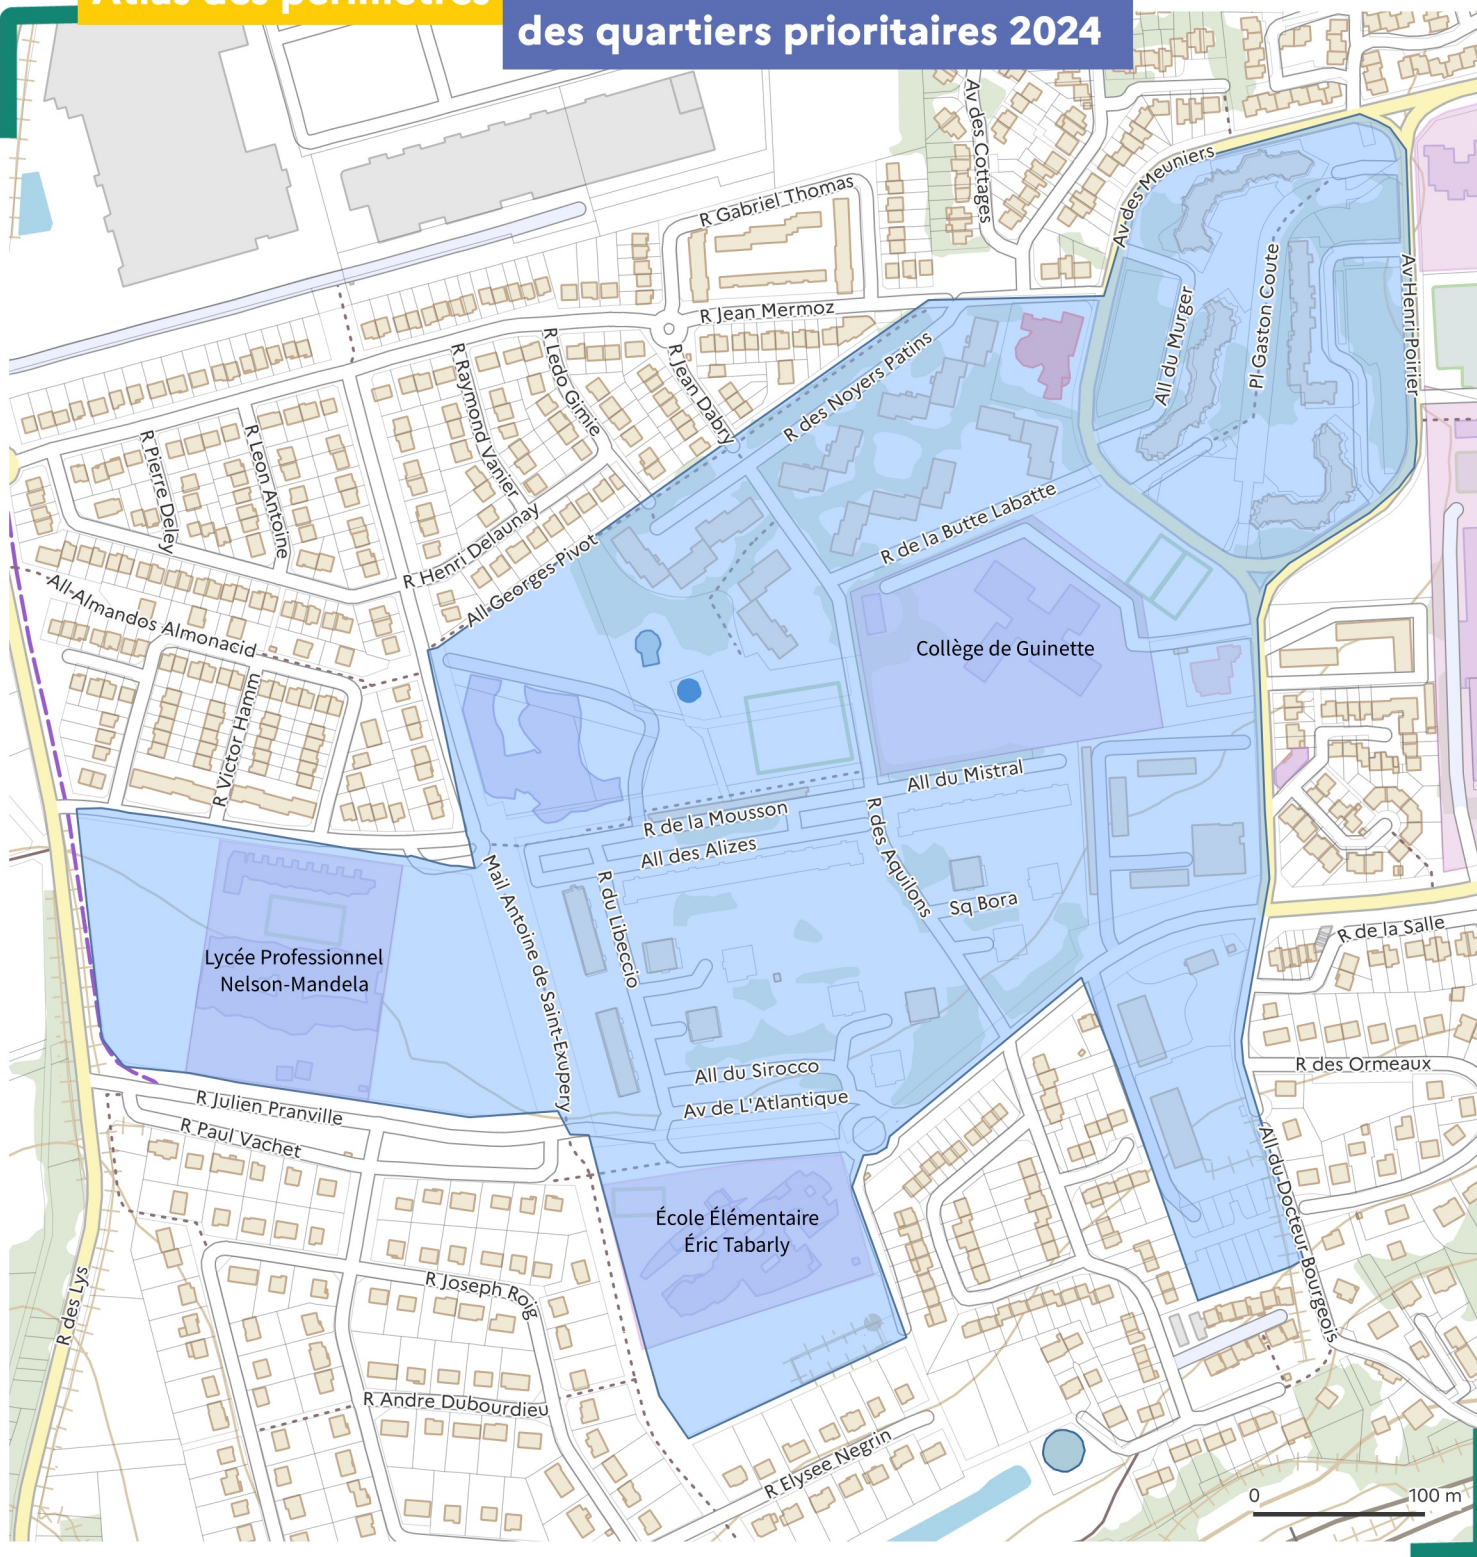 Atlas des périmètres
des quartiers prioritaires 2024
Av des Cottages
Av des Meuniers
R Gabriel Thomas
R Jean Mermoz
Av Henri Poirier
Pl Gaston Coute
All du Murger
R des Noyers Patins
R Ledo Gimie
R Jean Dabry
R Raymond Vanier
R Leon Antoine
R Pierre Deley
R Henri Delaunay
All Georges Pivot
R de la Butte Labatte
All Almandos Almonacid
R Victor Hamm
Collège de Guinette
All du Mistral
R de la Mousson
All des Alizes
R des Aquilons
R du Libeccio
Sq Bora
Mail Antoine de Saint-Exupery
R de la Salle
Lycée Professionnel
Nelson-Mandela
R des Ormeaux
All du Sirocco
Av de L'Atlantique
R Julien Pranville
R Paul Vachet
École Élémentaire
Éric Tabarly
All du Docteur Bourgeois
R Joseph Roig
R des Lys
R Andre Dubourdieu
R Elysee Negrin
0
100 m